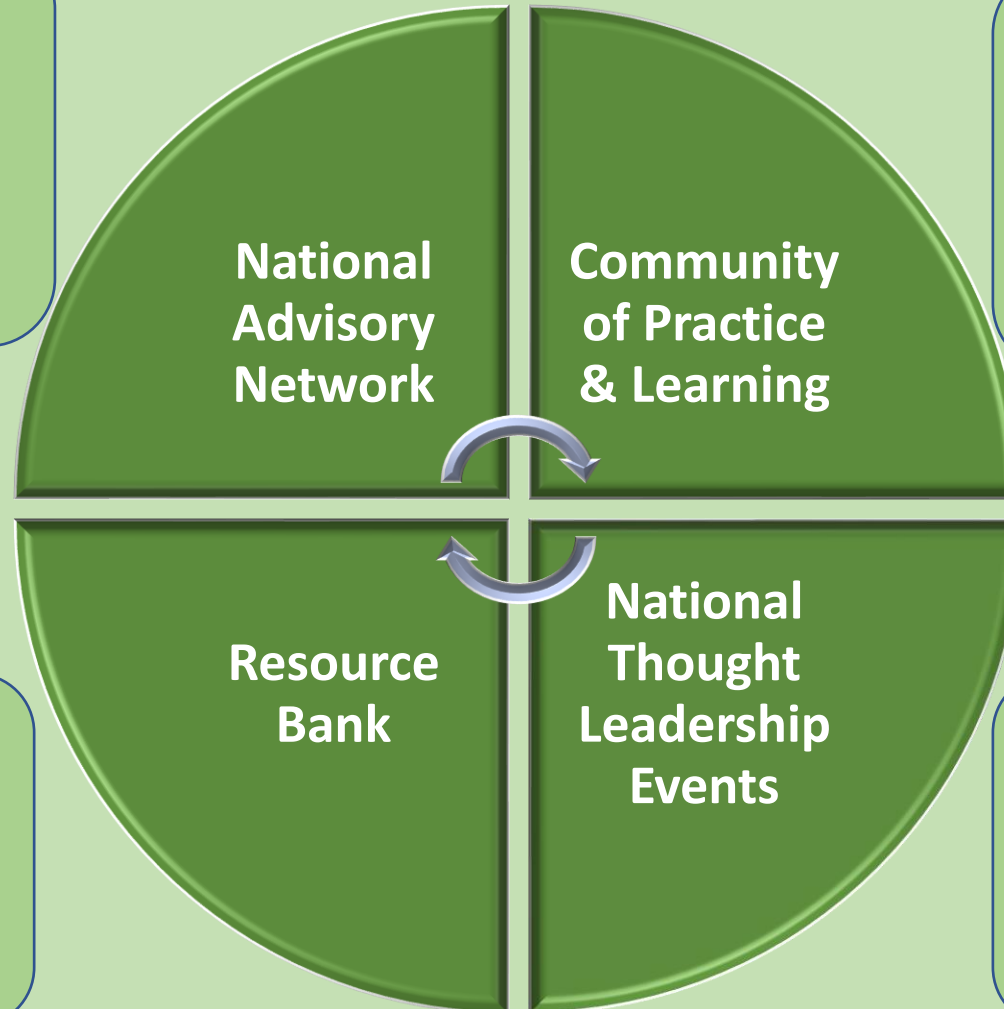 National
Advisory
Network
Community
of Practice
& Learning
Resource
Bank
National
Thought
Leadership
Events